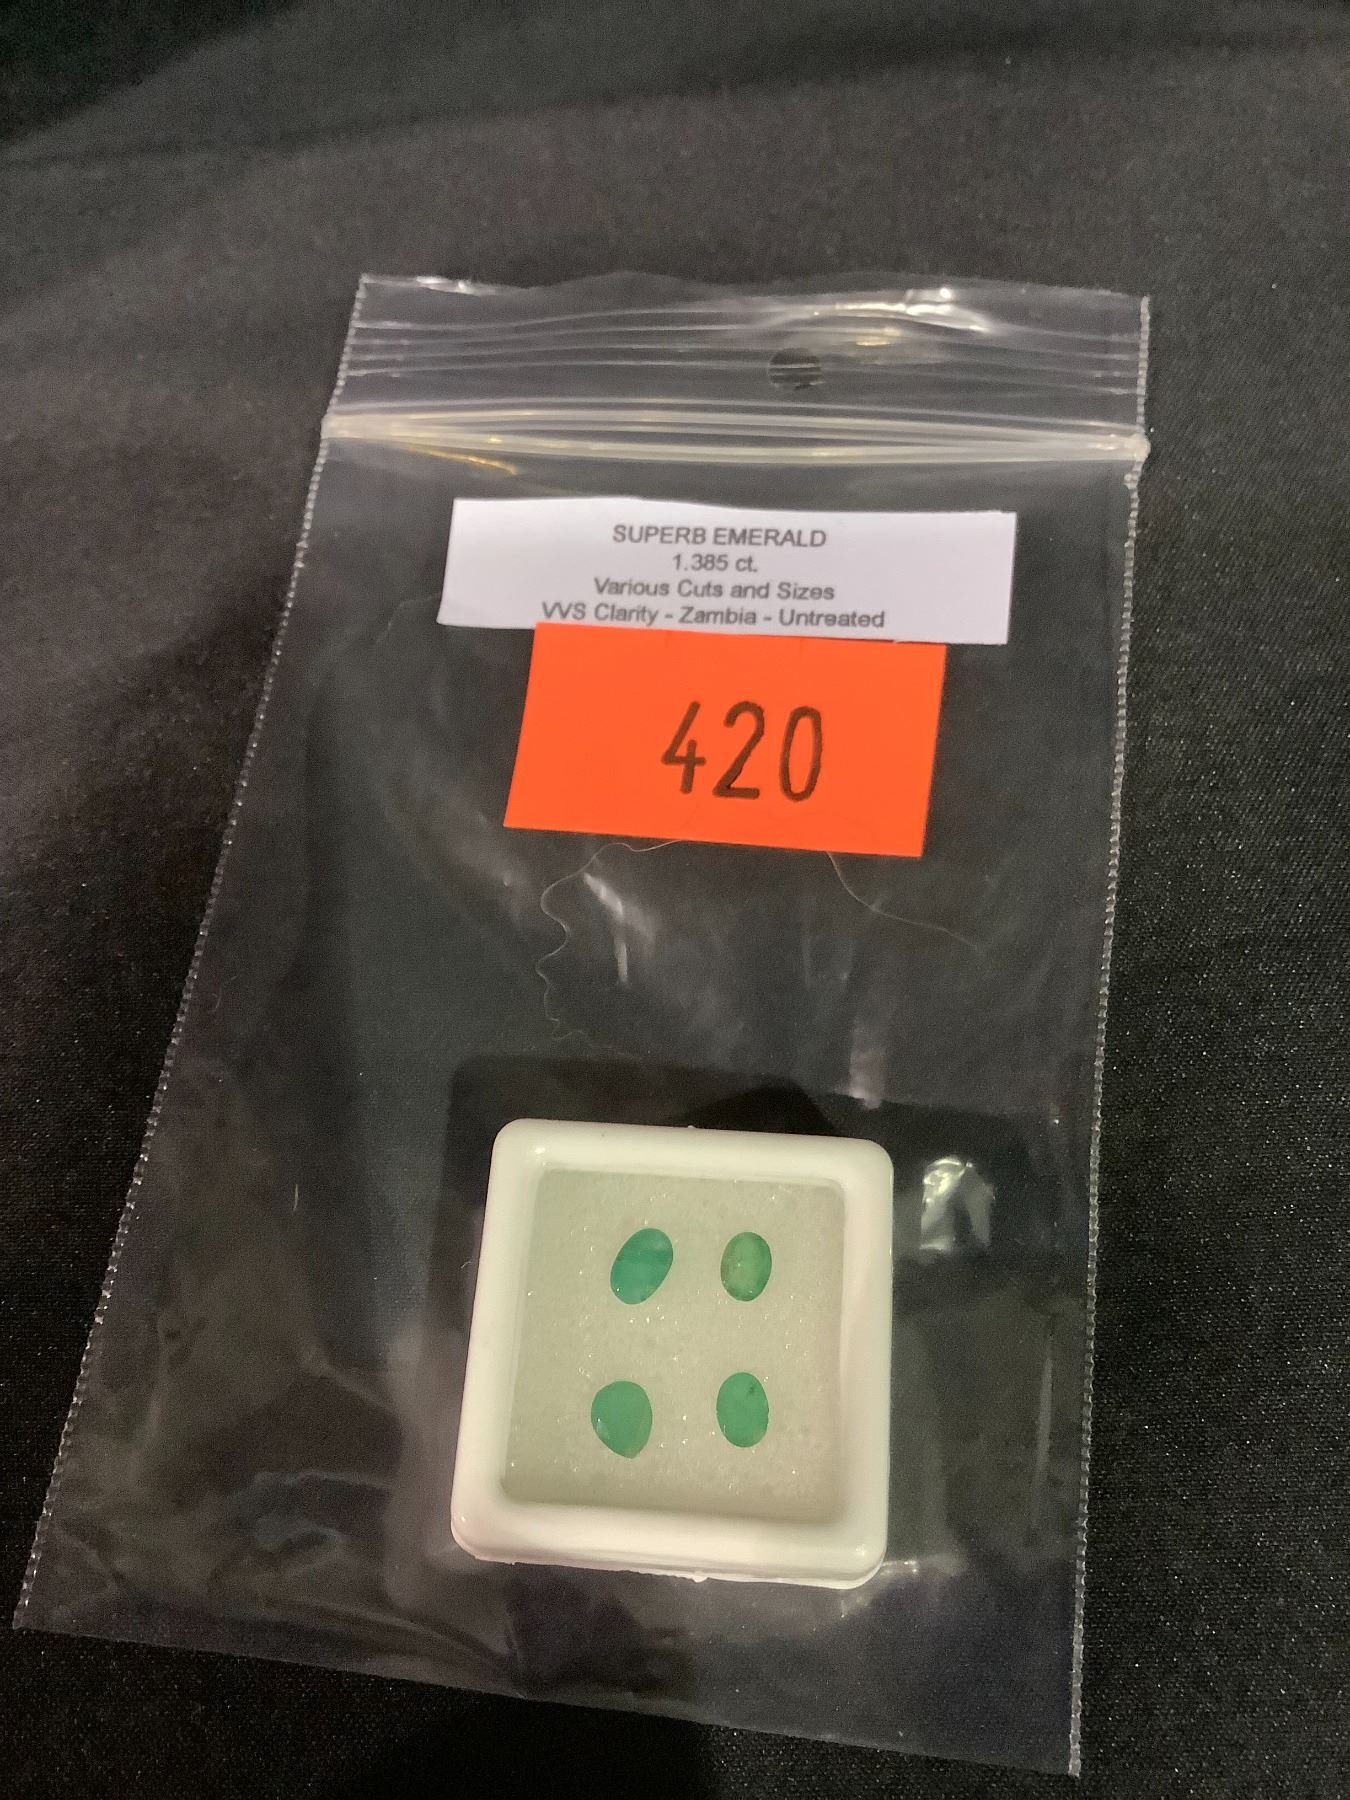 SUPERB EMERALD
1.385 ct.
Various Cuts and Sizes
VVS Clarity - Zambia - Untreated
420